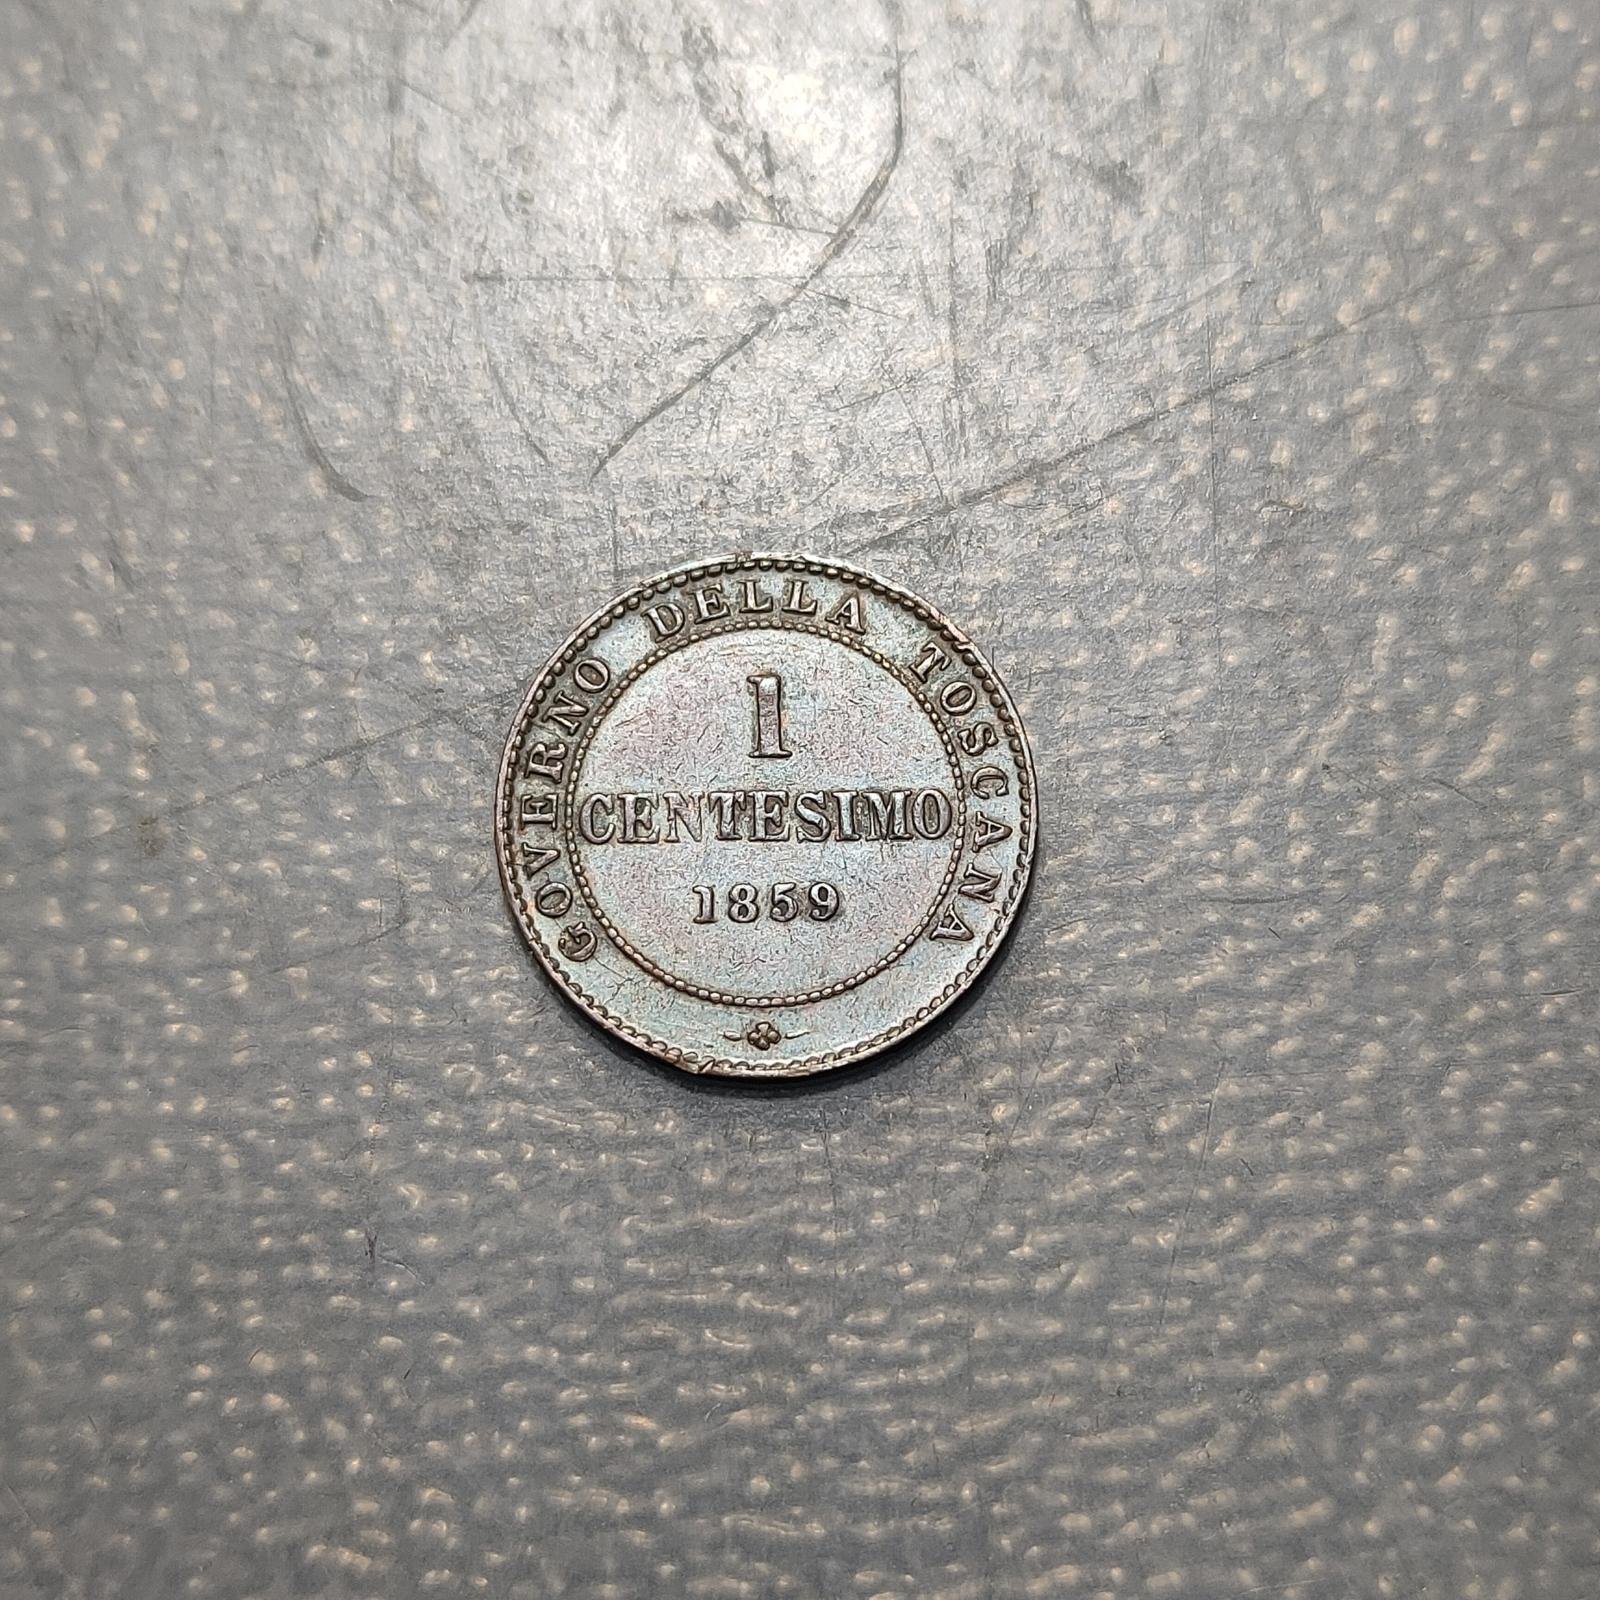 GOVERNO DELLA TOSCANA
1
CENTESIMO
1859